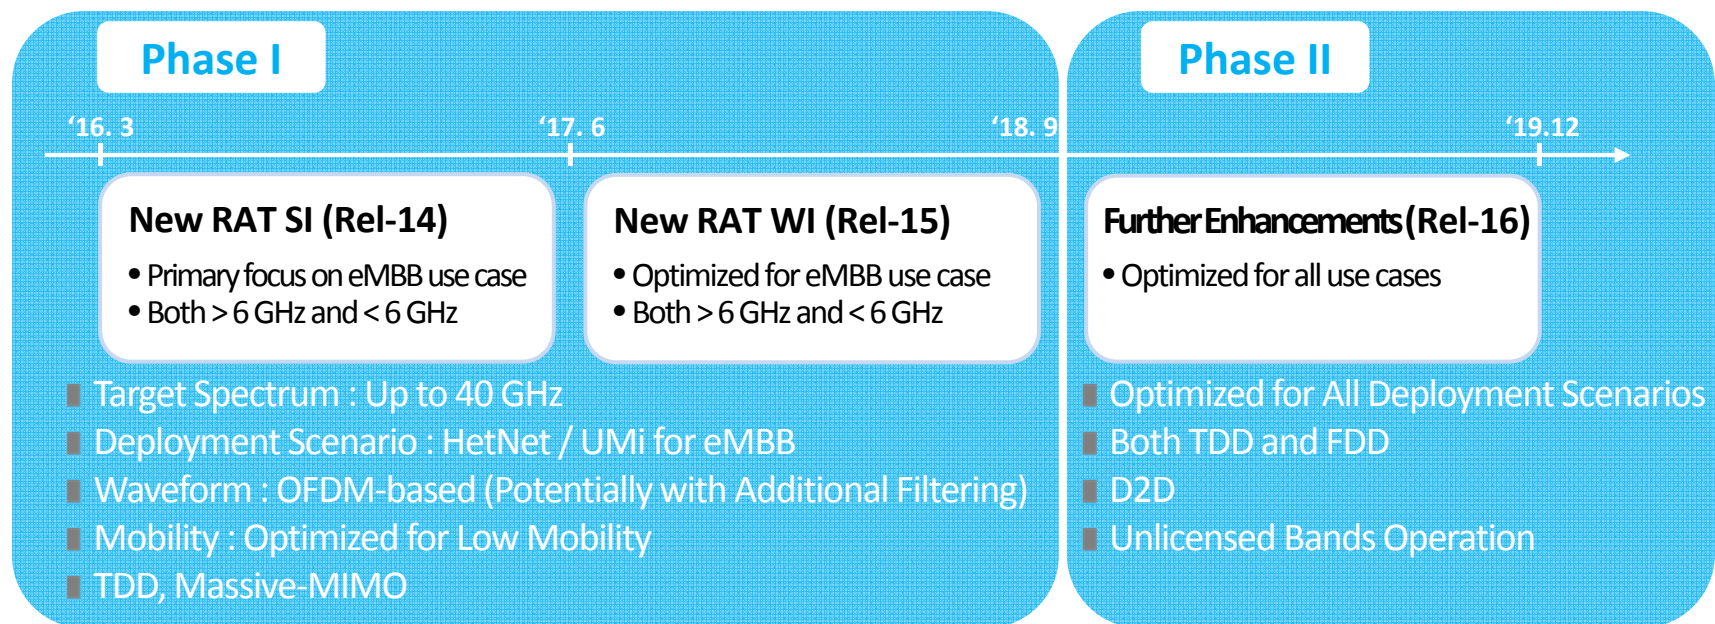 Phase I
Phase II
‘16. 3
‘17. 6
‘18. 9
‘19.12
New RAT SI (Rel-14)
• Primary focus on eMBB use case
• Both > 6 GHz and < 6 GHz
New RAT WI (Rel-15)
• Optimized for eMBB use case
• Both > 6 GHz and < 6 GHz
Further Enhancements (Rel-16)
• Optimized for all use cases
Target Spectrum : Up to 40 GHz
Deployment Scenario : HetNet / UMi for eMBB
Waveform : OFDM-based (Potentially with Additional Filtering)
Mobility : Optimized for Low Mobility
TDD, Massive-MIMO
Optimized for All Deployment Scenarios
Both TDD and FDD
D2D
Unlicensed Bands Operation